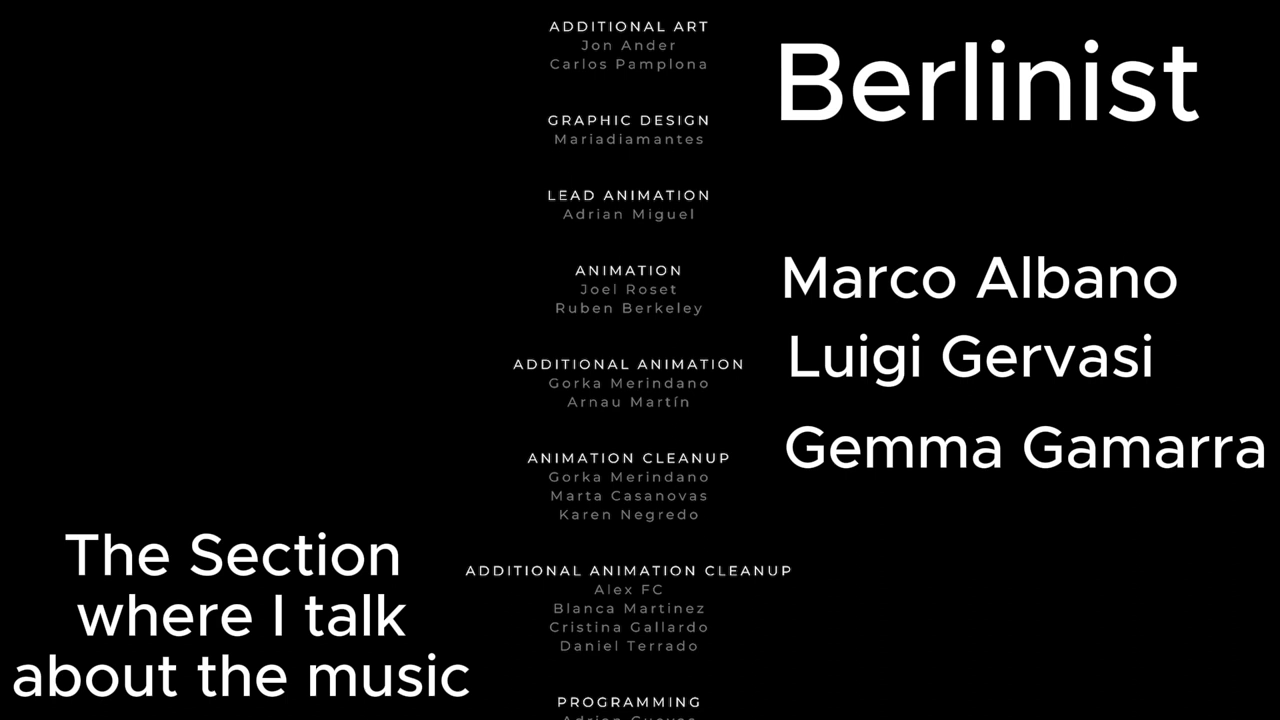 ADDITIONAL ART
Jon Ander
Carlos Pamplona
GRAPHIC DESIGN
Mariadiamantes
LEAD ANIMATION
Adrian Miguel
ANIMATION
Joel Roset
Ruben Berkeley
ADDITIONAL ANIMATION
Gorka Merindano
Arnau Martín
ANIMATION CLEANUP
Gorka Merindano
Marta Casanovas
Karen Negredo
ADDITIONAL ANIMATION CLEANUP
Alex FC
Blanca Martinez
Cristina Gallardo
Daniel Terrado
PROGRAMMING
Berlinist
Marco Albano
Luigi Gervasi
Gemma Gamarra
The Section
where I talk
about the music